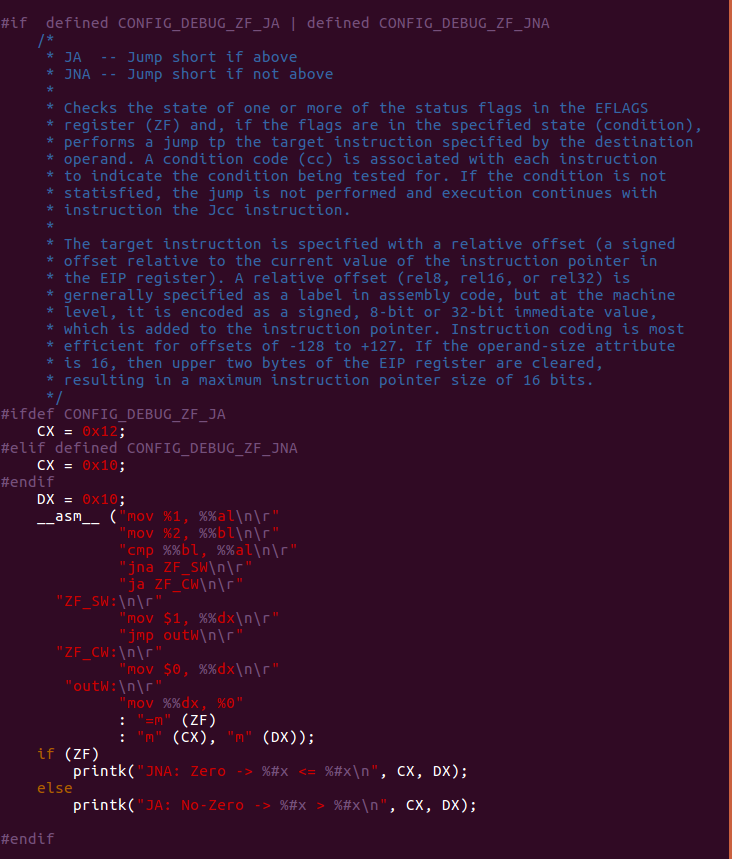 #if  defined CONFIG_DEBUG_ZF_JA | defined CONFIG_DEBUG_ZF_JNA
    /*
     * JA  -- Jump short if above
     * JNA -- Jump short if not above
     *
     * Checks the state of one or more of the status flags in the EFLAGS
     * register (ZF) and, if the flags are in the specified state (condition),
     * performs a jump tp the target instruction specified by the destination
     * operand. A condition code (cc) is associated with each instruction
     * to indicate the condition being tested for. If the condition is not
     * statisfied, the jump is not performed and execution continues with
     * instruction the Jcc instruction.
     *
     * The target instruction is specified with a relative offset (a signed
     * offset relative to the current value of the instruction pointer in
     * the EIP register). A relative offset (rel8, rel16, or rel32) is
     * gernerally specified as a label in assembly code, but at the machine
     * level, it is encoded as a signed, 8-bit or 32-bit immediate value,
     * which is added to the instruction pointer. Instruction coding is most
     * efficient for offsets of -128 to +127. If the operand-size attribute
     * is 16, then upper two bytes of the EIP register are cleared,
     * resulting in a maximum instruction pointer size of 16 bits.
     */
#ifdef CONFIG_DEBUG_ZF_JA
    CX = 0x12;
#elif defined CONFIG_DEBUG_ZF_JNA
    CX = 0x10;
#endif
    DX = 0x10;
    __asm__ ("mov %1, %%al\n\r"
             "mov %2, %%bl\n\r"
             "cmp %%bl, %%al\n\r"
             "jna ZF_SW\n\r"
             "ja ZF_CW\n\r"
      "ZF_SW:\n\r"
             "mov $1, %%dx\n\r"
             "jmp outW\n\r"
      "ZF_CW:\n\r"
             "mov $0, %%dx\n\r"
       "outW:\n\r"
             "mov %%dx, %0"
             : "=m" (ZF)
             : "m" (CX), "m" (DX));
    if (ZF)
        printk("JNA: Zero -> %#x <= %#x\n", CX, DX);
    else
        printk("JA: No-Zero -> %#x > %#x\n", CX, DX);

#endif